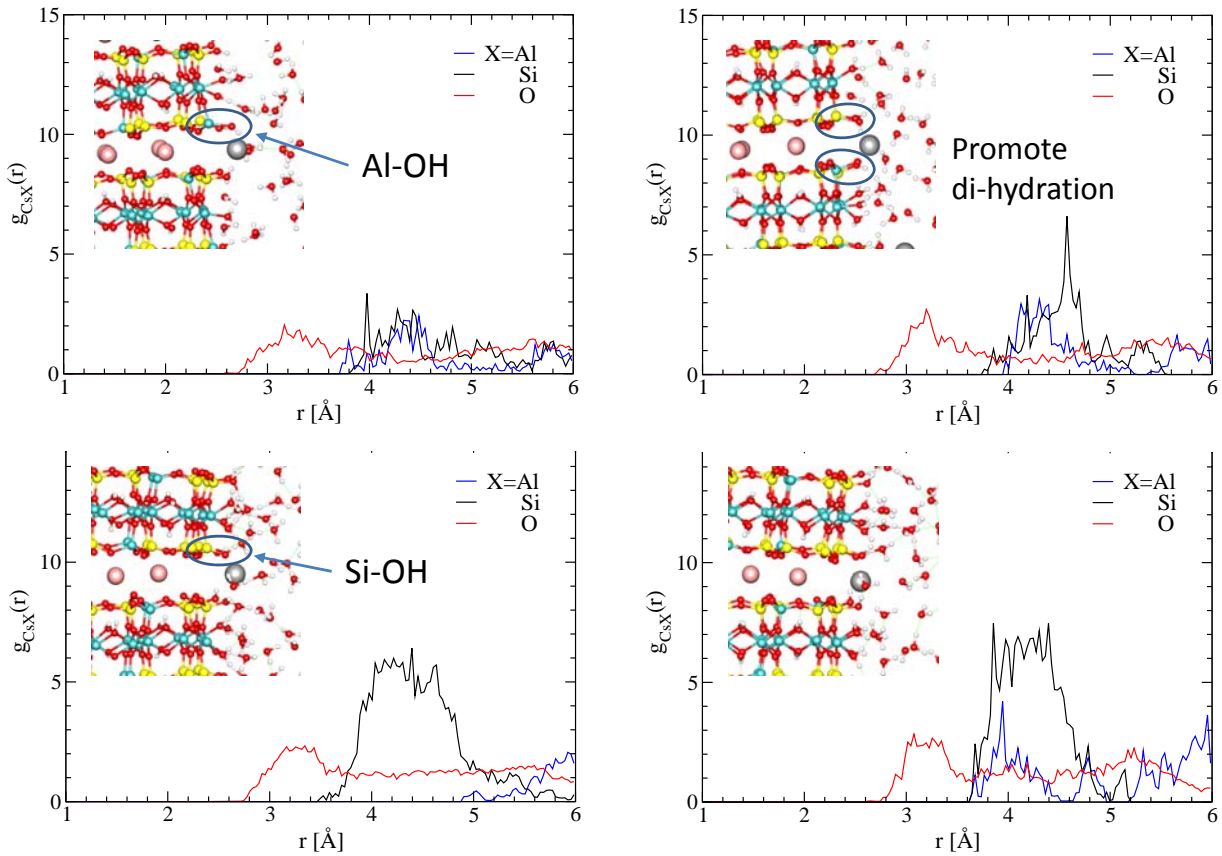 15
10
5
0
g_CsX(r)
X=Al
Si
O
Al-OH
1 2 3 4 5 6
r [Å]
15
10
5
0
g_CsX(r)
X=Al
Si
O
Promote
di-hydration
1 2 3 4 5 6
r [Å]
10
5
0
g_CsX(r)
X=Al
Si
O
Si-OH
1 2 3 4 5 6
r [Å]
10
5
0
g_CsX(r)
X=Al
Si
O
1 2 3 4 5 6
r [Å]